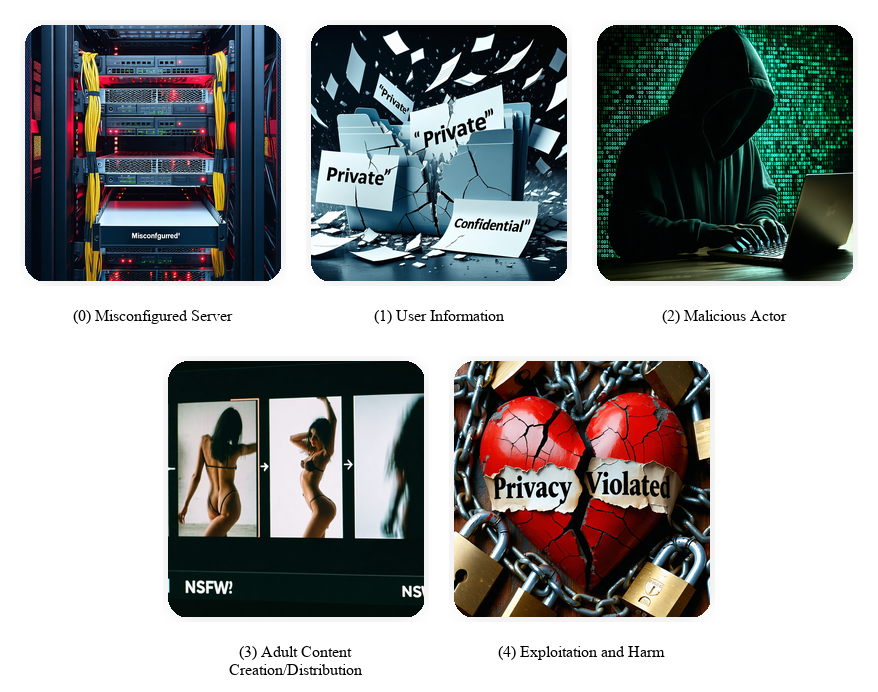 Misconfgurred"
"Private'
"Private"
Private"
Confidential"
(0) Misconfigured Server
(1) User Information
(2) Malicious Actor
NSFW!
NSV
Privacy Violated
(3) Adult Content
Creation/Distribution
(4) Exploitation and Harm